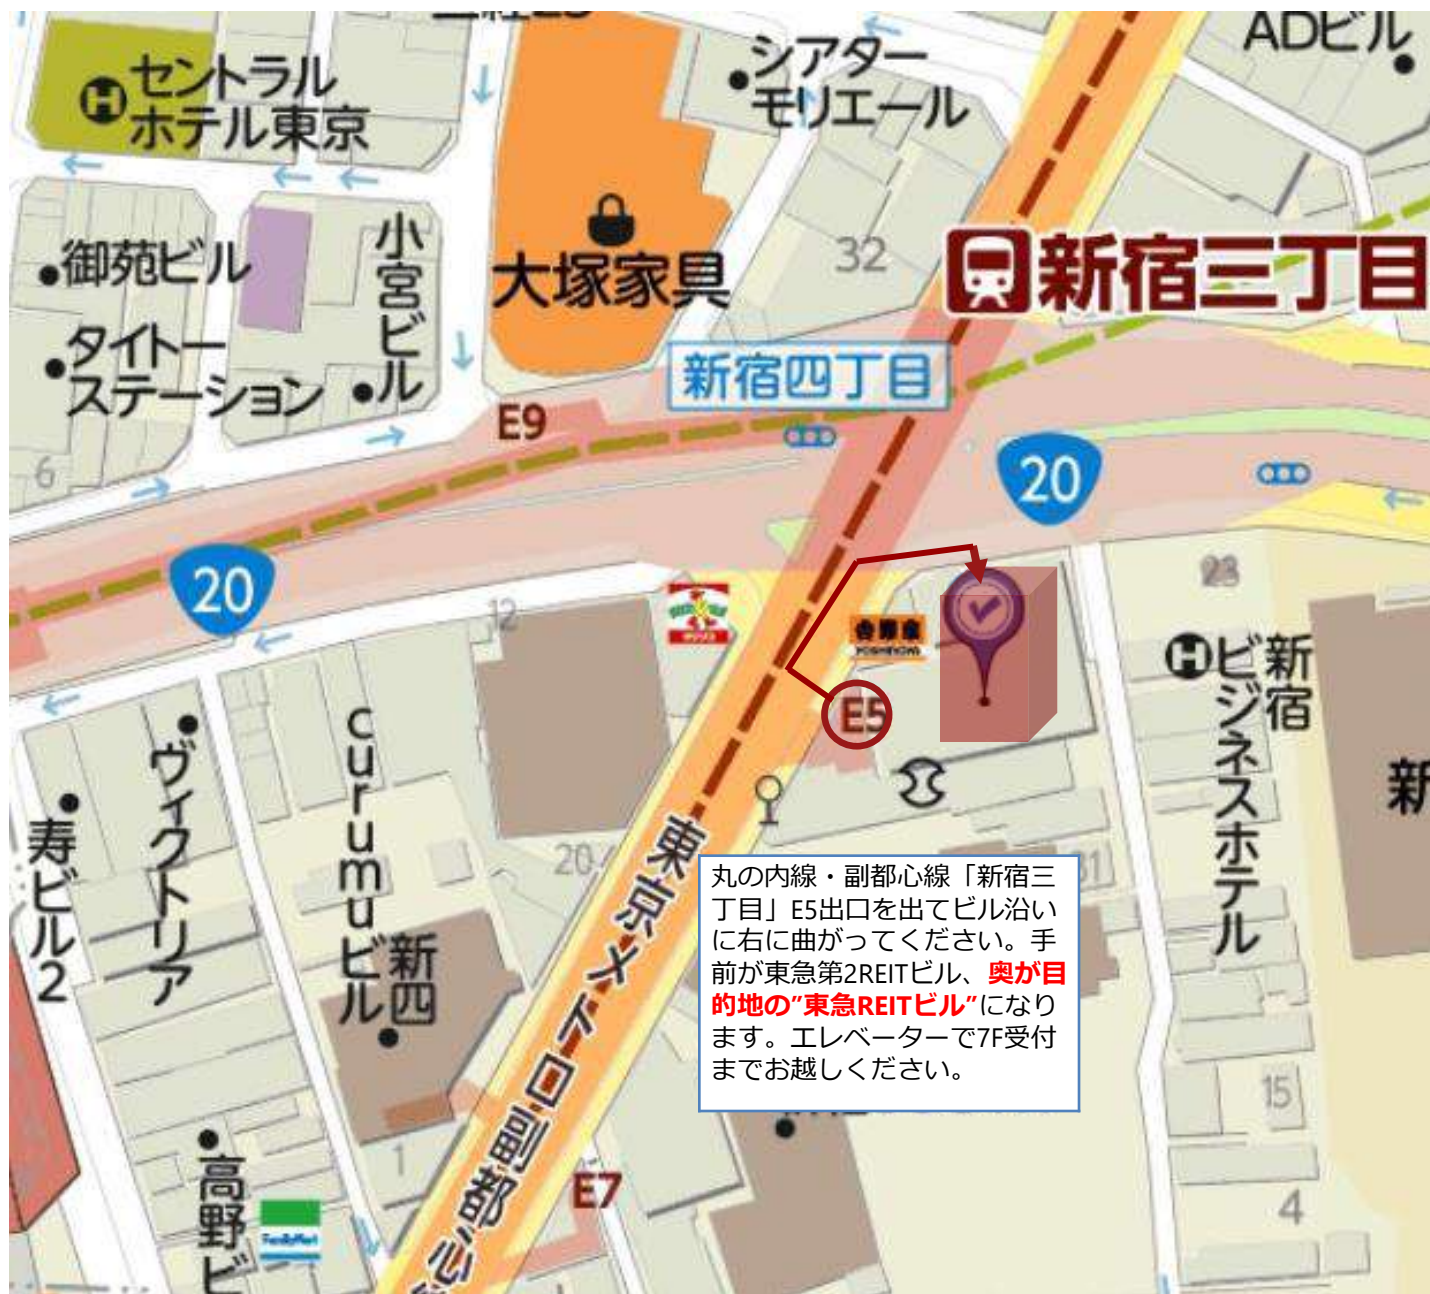 セントラル
ホテル東京
シアター
モリエール
ADビル
御苑ビル
小宮ビル
大塚家具
32
新宿三丁目
タイトー
ステーション
新宿四丁目
E9
6
20
20
12
23
吉野家
YOSHINOYA
E5
新宿
ビジネスホテル
新
ヴィクトリア
curumuビル
寿ビル2
新四
20
東京メトロ副都心
31
丸の内線・副都心線「新宿三
丁目」E5出口を出てビル沿い
に右に曲がってください。手
前が東急第2REITビル、奥が目
的地の”東急REITビル”になり
ます。エレベーターで7F受付
までお越しください。
15
1
E7
4
高野ビ
FamilyMart